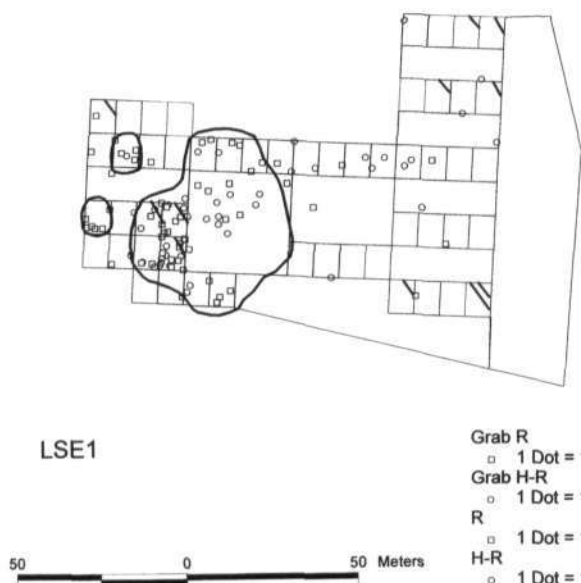 LSE1
Grab R
1 Dot =
Grab H-R
1 Dot =
R
1 Dot =
H-R
1 Dot =
50 0 50 Meters